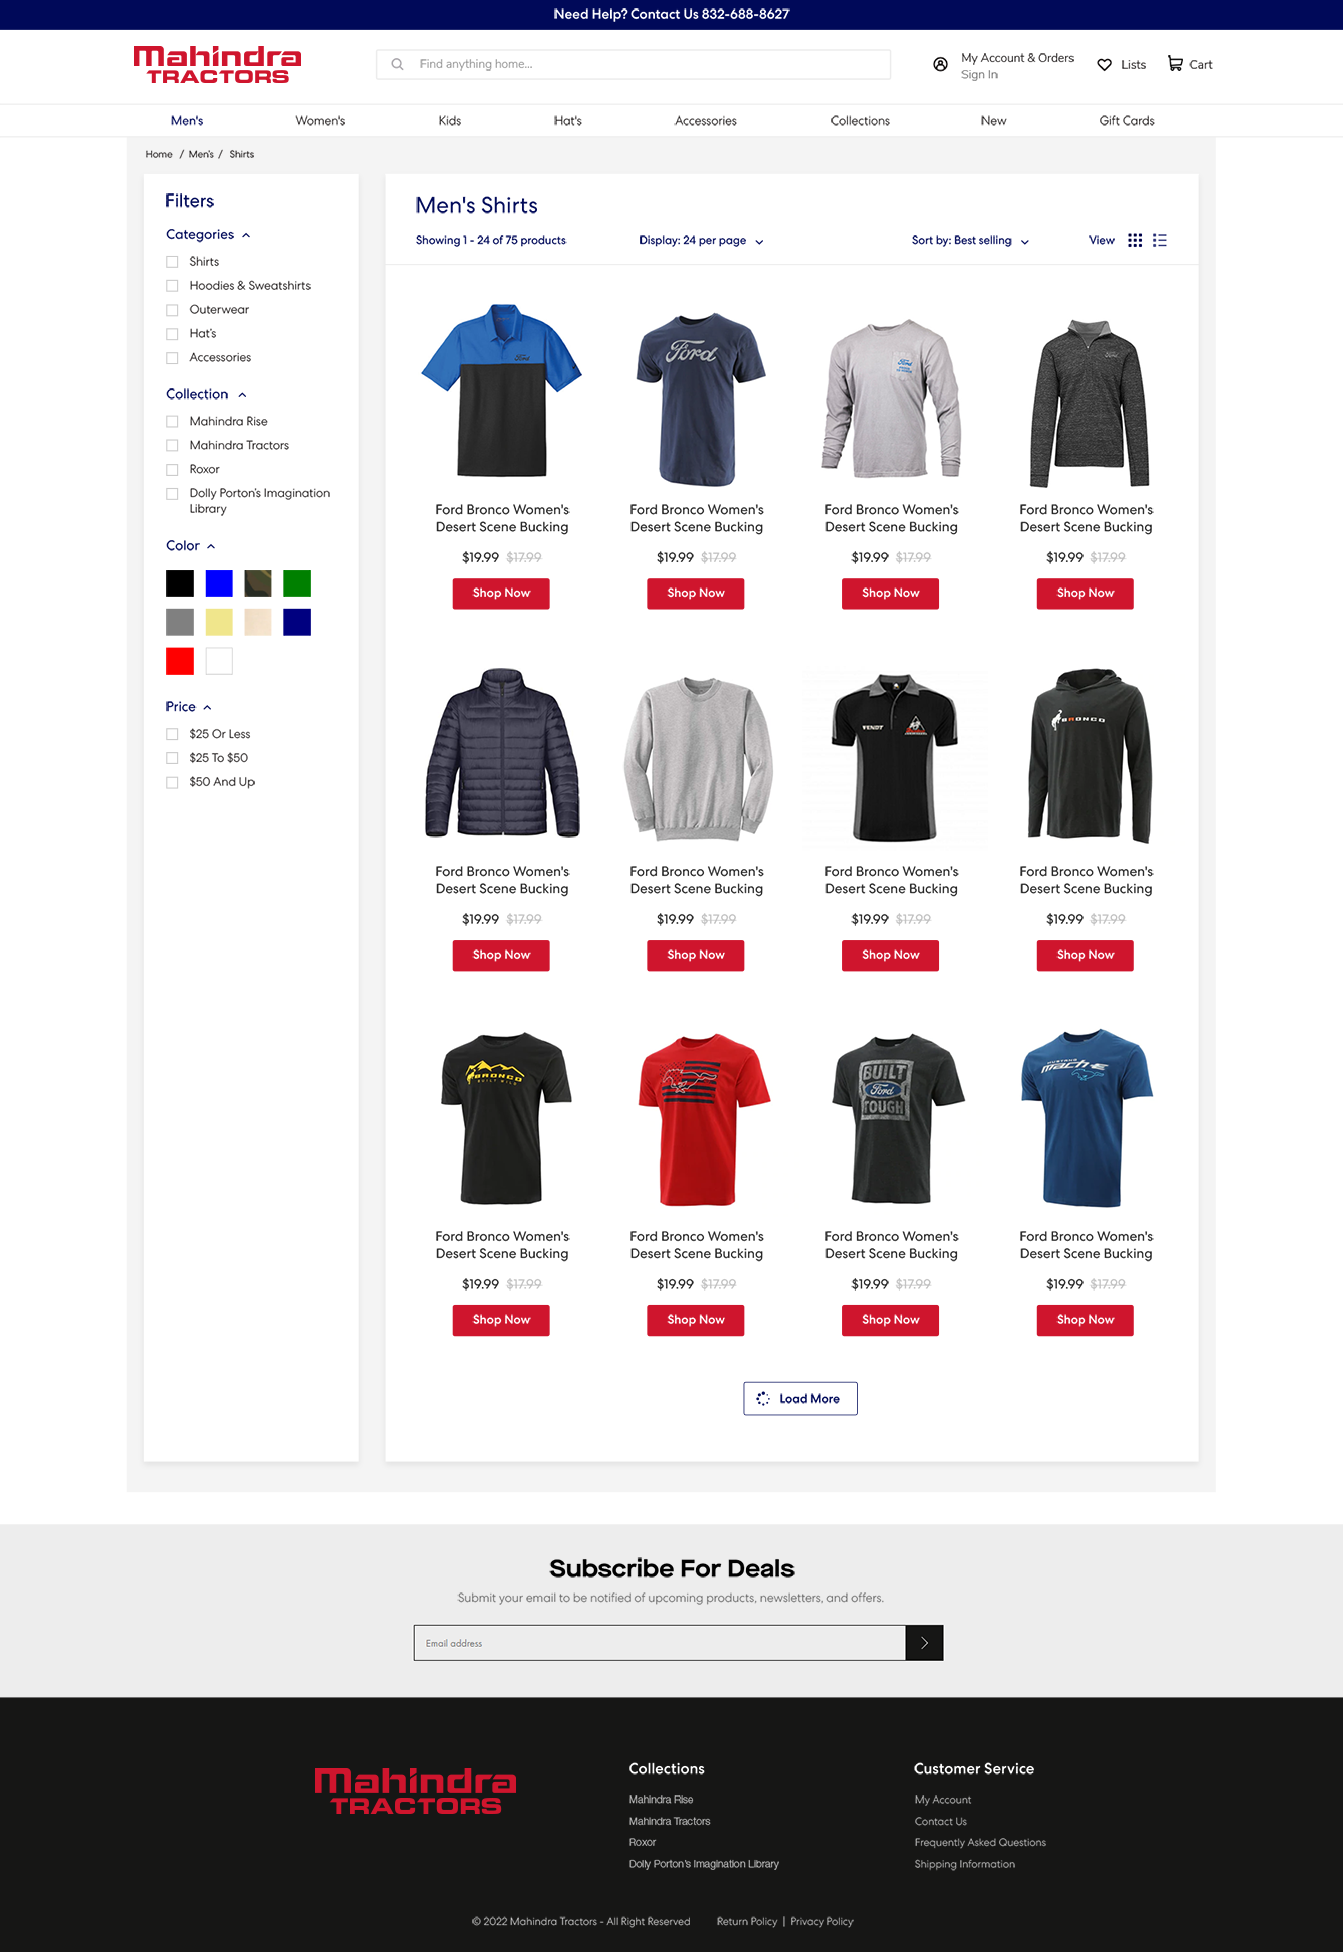 Need Help? Contact Us 832-688-8627
Mahindra
TRACTORS
Find anything home...
My Account & Orders
Sign In
Lists
Cart
Men's
Women's
Kids
Hat's
Accessories
Collections
New
Gift Cards
Home / Men's / Shirts
Filters
Categories
Shirts
Hoodies & Sweatshirts
Outerwear
Hat's
Accessories
Collection
Mahindra Rise
Mahindra Tractors
Roxor
Dolly Porton's Imagination
Library
Color
Price
$25 Or Less
$25 To $50
$50 And Up
Men's Shirts
Showing 1 - 24 of 75 products
Display: 24 per page
Sort by: Best selling
View
Ford
Ford
Ford
Ford Bronco Women's
Desert Scene Bucking
$19.99 $17.99
Shop Now
Ford Bronco Women's
Desert Scene Bucking
$19.99 $17.99
Shop Now
Ford Bronco Women's
Desert Scene Bucking
$19.99 $17.99
Shop Now
Ford Bronco Women's
Desert Scene Bucking
$19.99 $17.99
Shop Now
FENDT
BRONCO
Ford Bronco Women's
Desert Scene Bucking
$19.99 $17.99
Shop Now
Ford Bronco Women's
Desert Scene Bucking
$19.99 $17.99
Shop Now
Ford Bronco Women's
Desert Scene Bucking
$19.99 $17.99
Shop Now
Ford Bronco Women's
Desert Scene Bucking
$19.99 $17.99
Shop Now
BRONCO
BUILT WILD
BUILT
Ford
TOUGH
MUSTANG
mach-E
Ford Bronco Women's
Desert Scene Bucking
$19.99 $17.99
Shop Now
Ford Bronco Women's
Desert Scene Bucking
$19.99 $17.99
Shop Now
Ford Bronco Women's
Desert Scene Bucking
$19.99 $17.99
Shop Now
Ford Bronco Women's
Desert Scene Bucking
$19.99 $17.99
Shop Now
Load More
Subscribe For Deals
Submit your email to be notified of upcoming products, newsletters, and offers.
Email address
Mahindra
TRACTORS
Collections
Mahindra Rise
Mahindra Tractors
Roxor
Dolly Porton's Imagination Library
Customer Service
My Account
Contact Us
Frequently Asked Questions
Shipping Information
© 2022 Mahindra Tractors - All Right Reserved
Return Policy | Privacy Policy